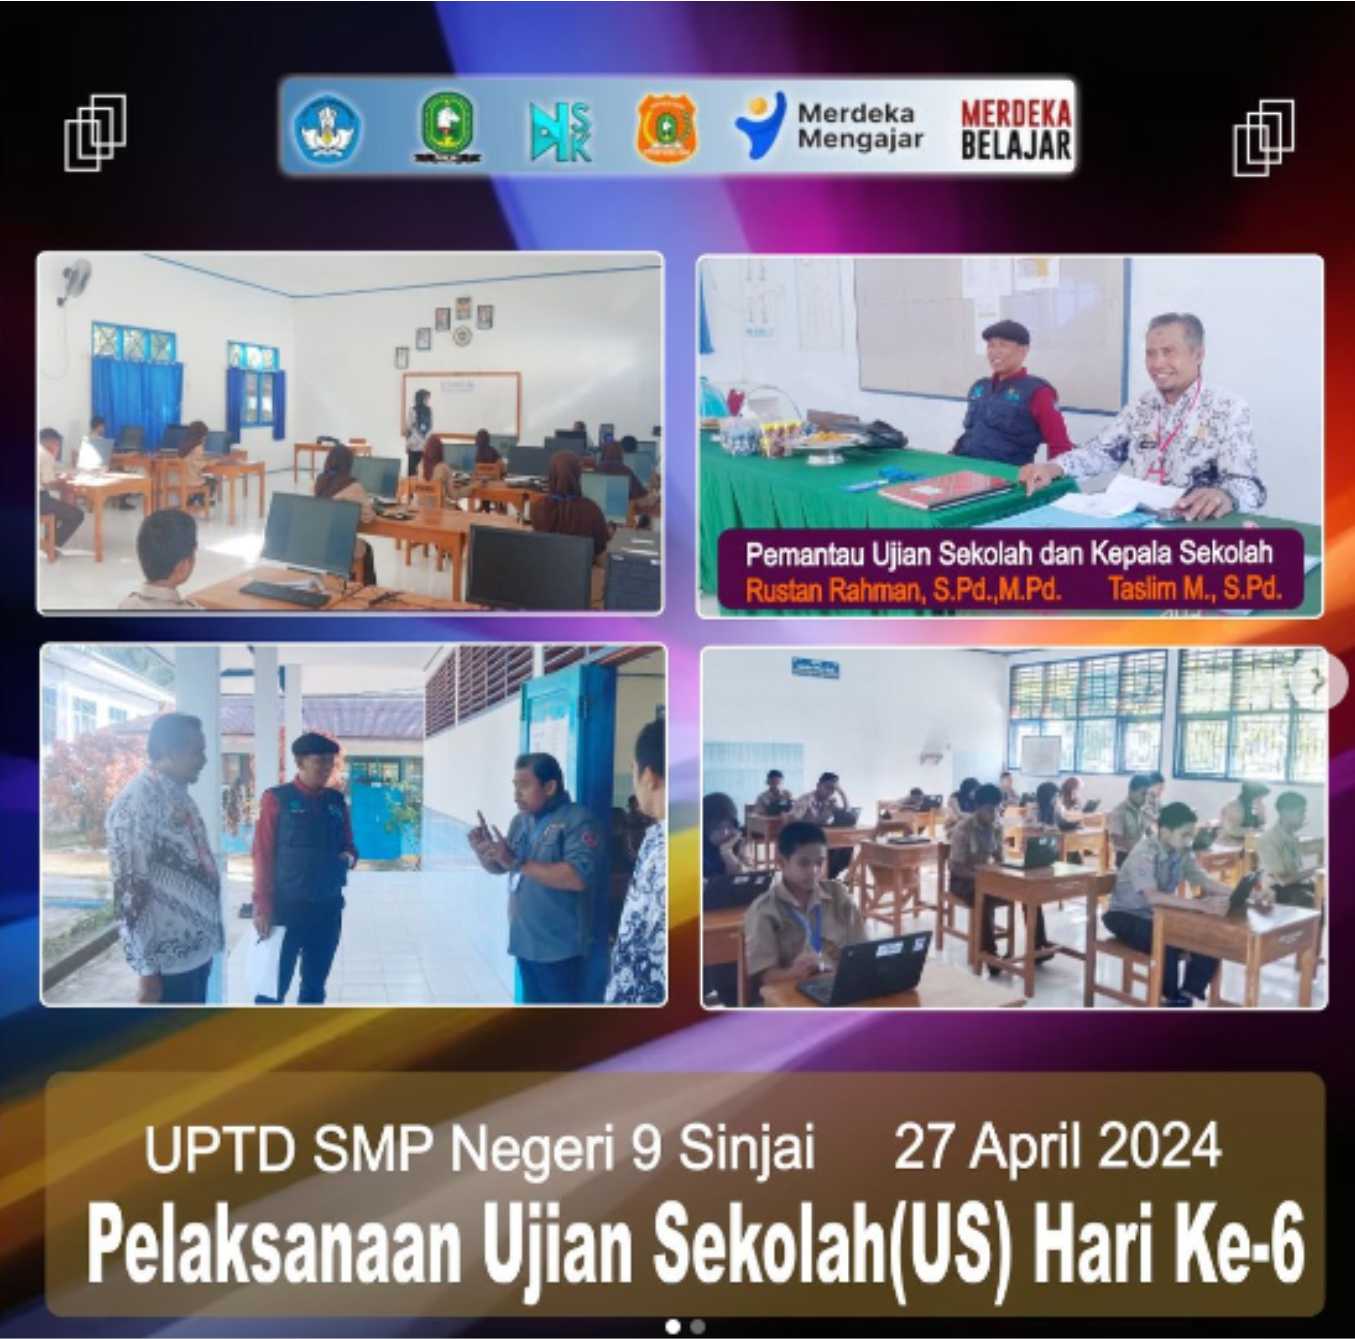 Merdeka
Mengajar
MERDEKA
BELAJAR
Pemantau Ujian Sekolah dan Kepala Sekolah
Rustan Rahman, S.Pd.,M.Pd. Taslim M., S.Pd.
UPTD SMP Negeri 9 Sinjai 27 April 2024
Pelaksanaan Ujian Sekolah(US) Hari Ke-6